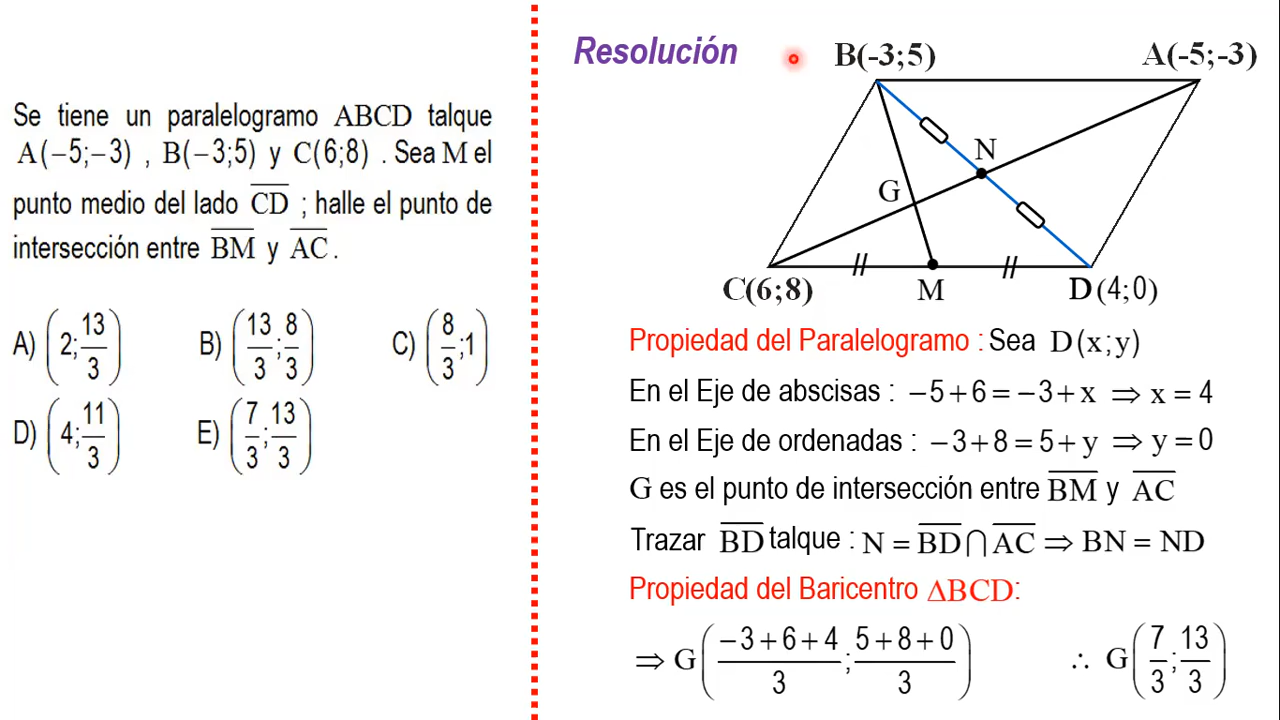 Se tiene un paralelogramo ABCD talque
A(−5;−3) , B(−3;5) y C(6;8) . Sea M el
punto medio del lado CD ; halle el punto de
intersección entre BM y AC .
A) (2; 13/3) B) (13/3; 8/3) C) (8/3; 1)
D) (4; 11/3) E) (7/3; 13/3)
Resolución
B(-3;5) A(-5;-3)
N
G
C(6;8) M D(4;0)
Propiedad del Paralelogramo : Sea D(x;y)
En el Eje de abscisas : −5+6=−3+x ⇒ x = 4
En el Eje de ordenadas : −3+8=5+y ⇒ y=0
G es el punto de intersección entre BM y AC
Trazar BD talque : N = BD ⋂ AC ⇒ BN = ND
Propiedad del Baricentro ΔBCD:
⇒ G((−3+6+4)/3; (5+8+0)/3) ∴ G(7/3; 13/3)